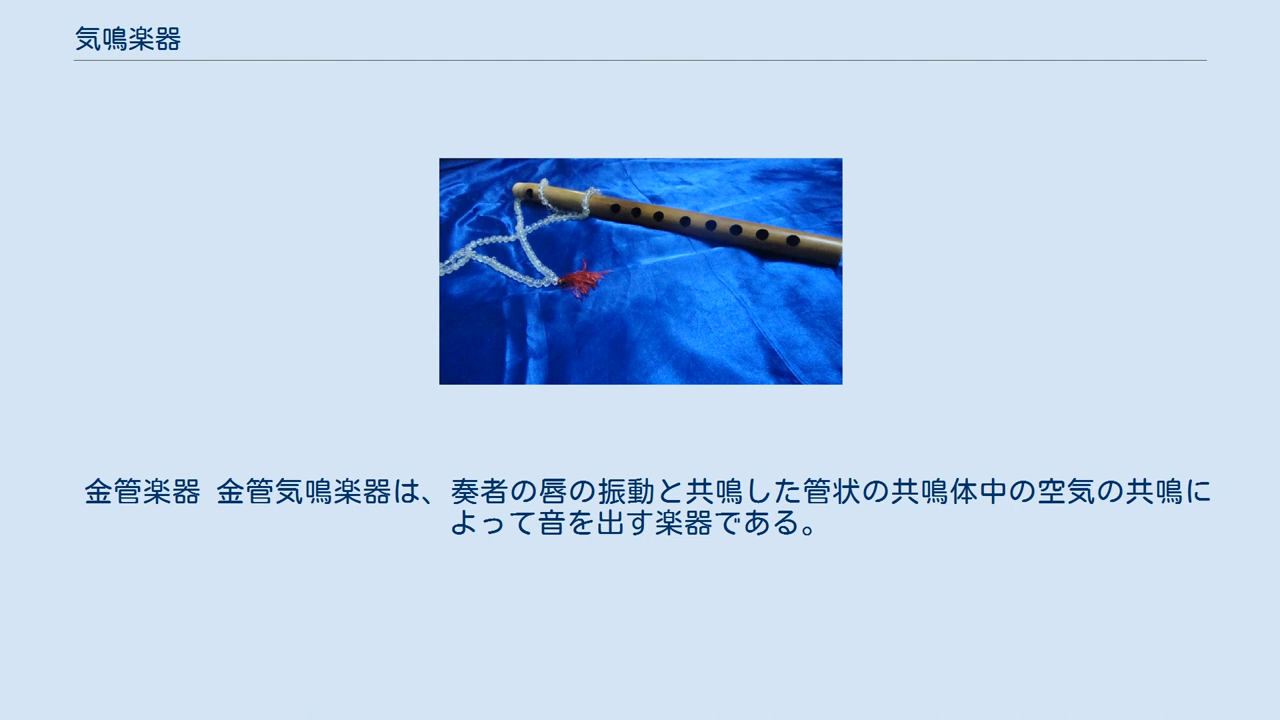 気鳴楽器
金管楽器 金管気鳴楽器は、奏者の唇の振動と共鳴した管状の共鳴体中の空気の共鳴に
よって音を出す楽器である。